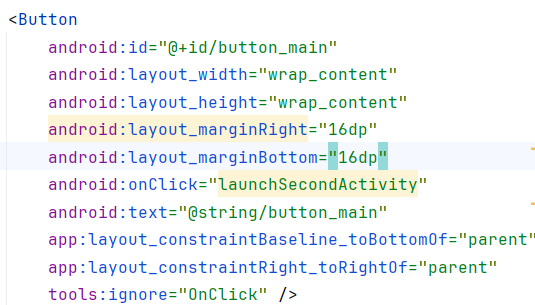 <Button
android:id="@+id/button_main"
android:layout_width="wrap_content"
android:layout_height="wrap_content"
android:layout_marginRight="16dp"
android:layout_marginBottom="16dp"
android:onClick="launchSecondActivity"
android:text="@string/button_main"
app:layout_constraintBaseline_toBottomOf="parent"
app:layout_constraintRight_toRightOf="parent"
tools:ignore="OnClick" />